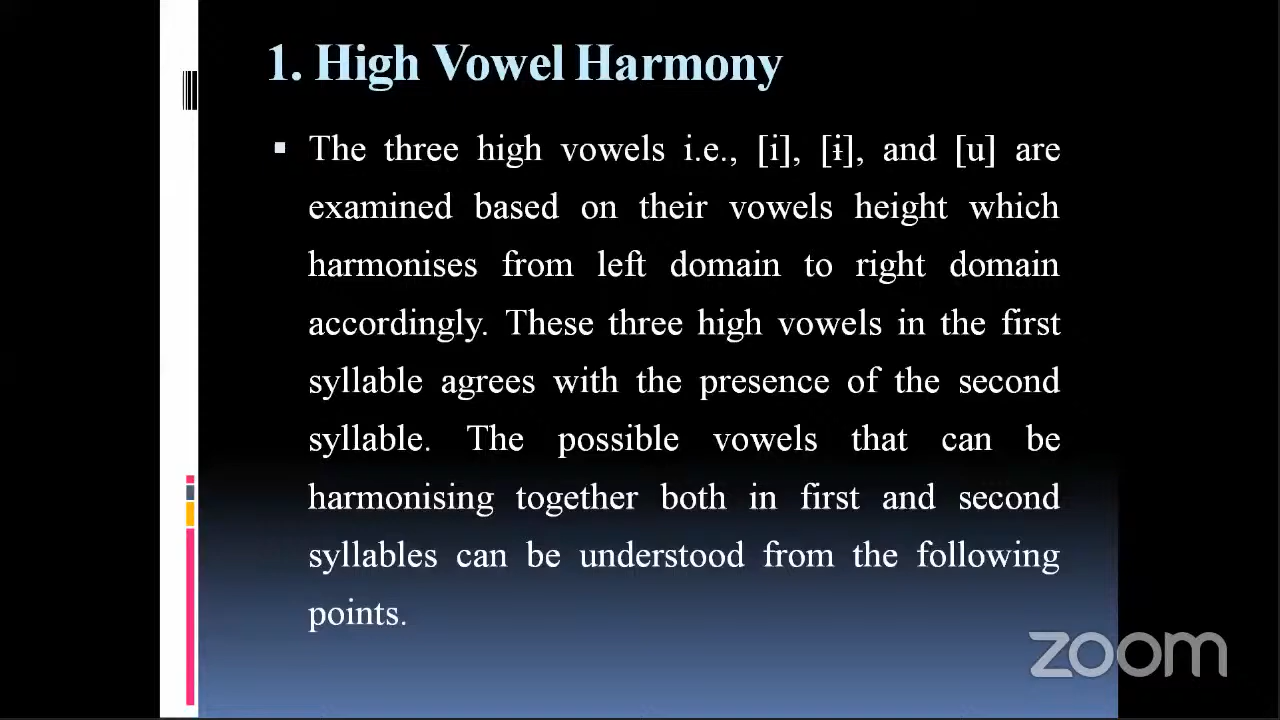 1. High Vowel Harmony
▪ The three high vowels i.e., [i], [ɨ], and [u] are
examined based on their vowels height which
harmonises from left domain to right domain
accordingly. These three high vowels in the first
syllable agrees with the presence of the second
syllable. The possible vowels that can be
harmonising together both in first and second
syllables can be understood from the following
points.
zoom